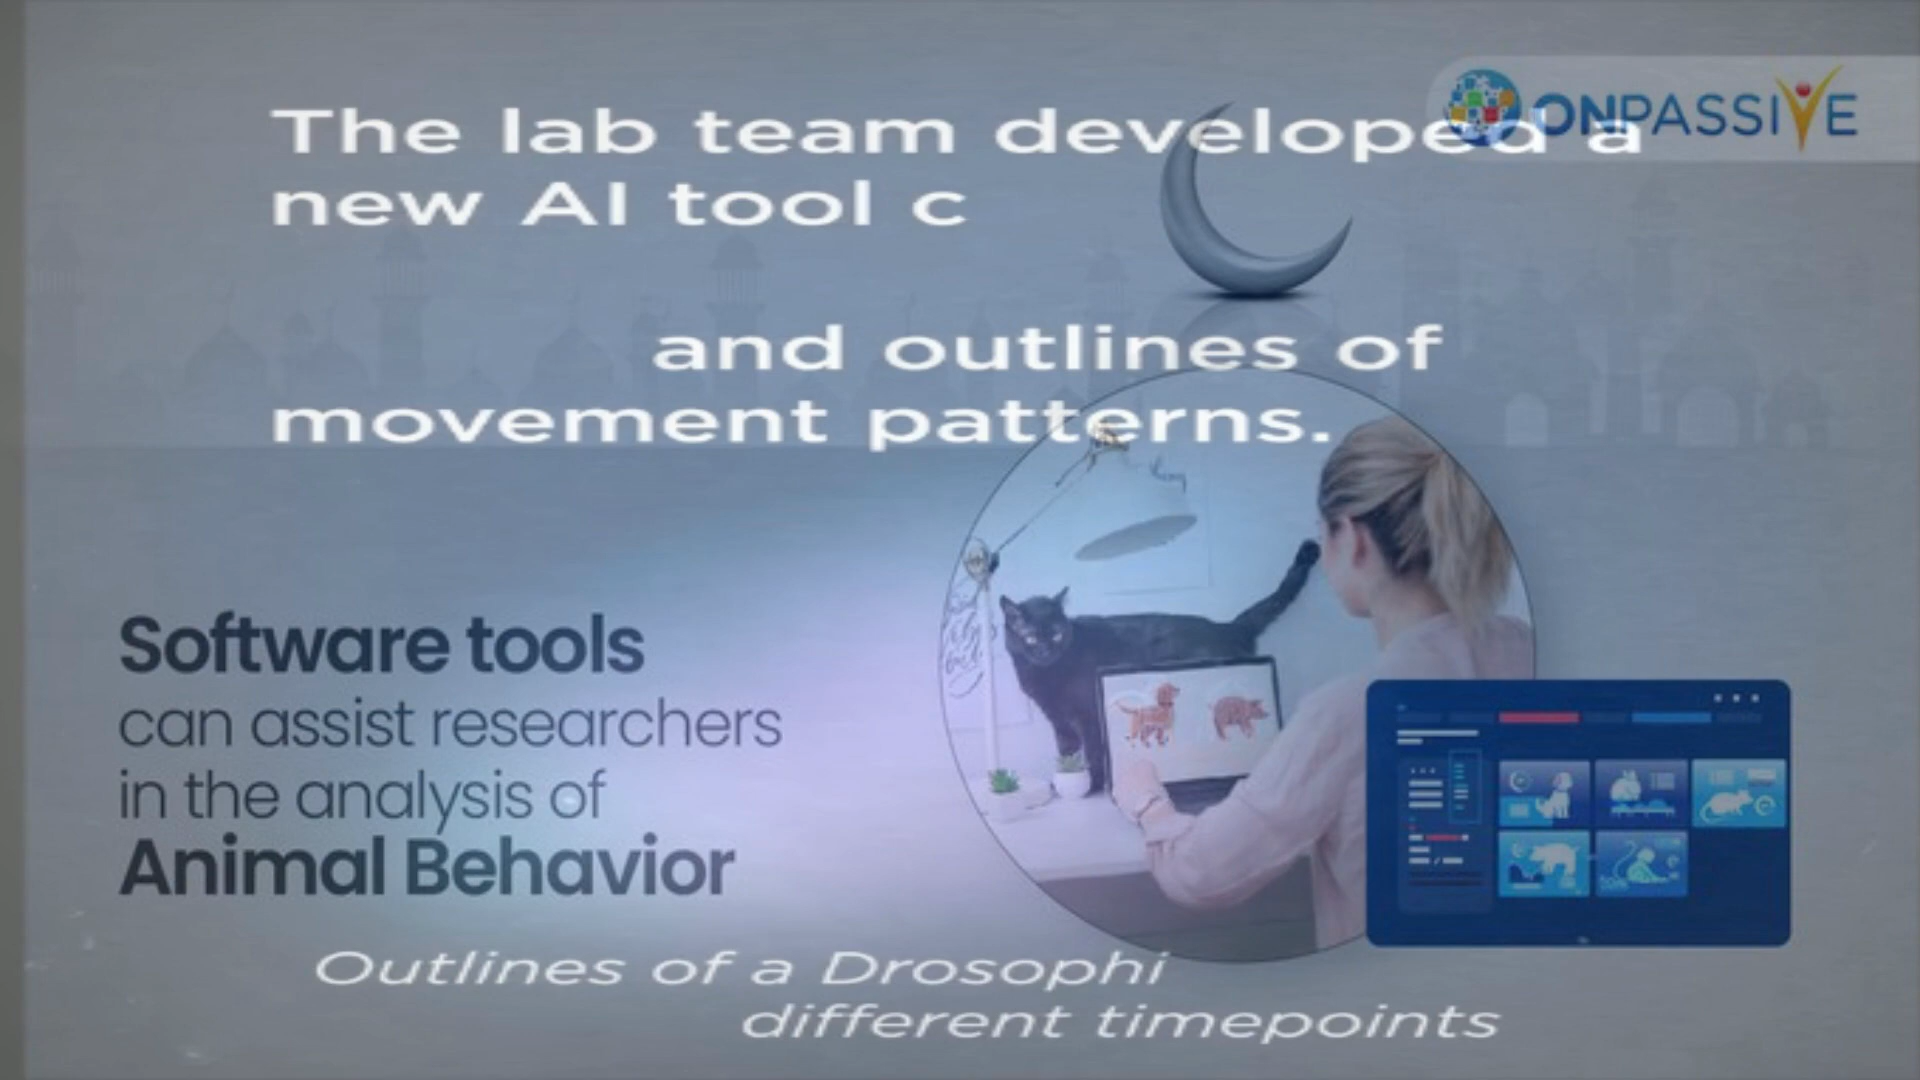 ONPASSIVE
The lab team developed a
new AI tool c
and outlines of
movement patterns.
Software tools
can assist researchers
in the analysis of
Animal Behavior
Outlines of a Drosophi
different timepoints